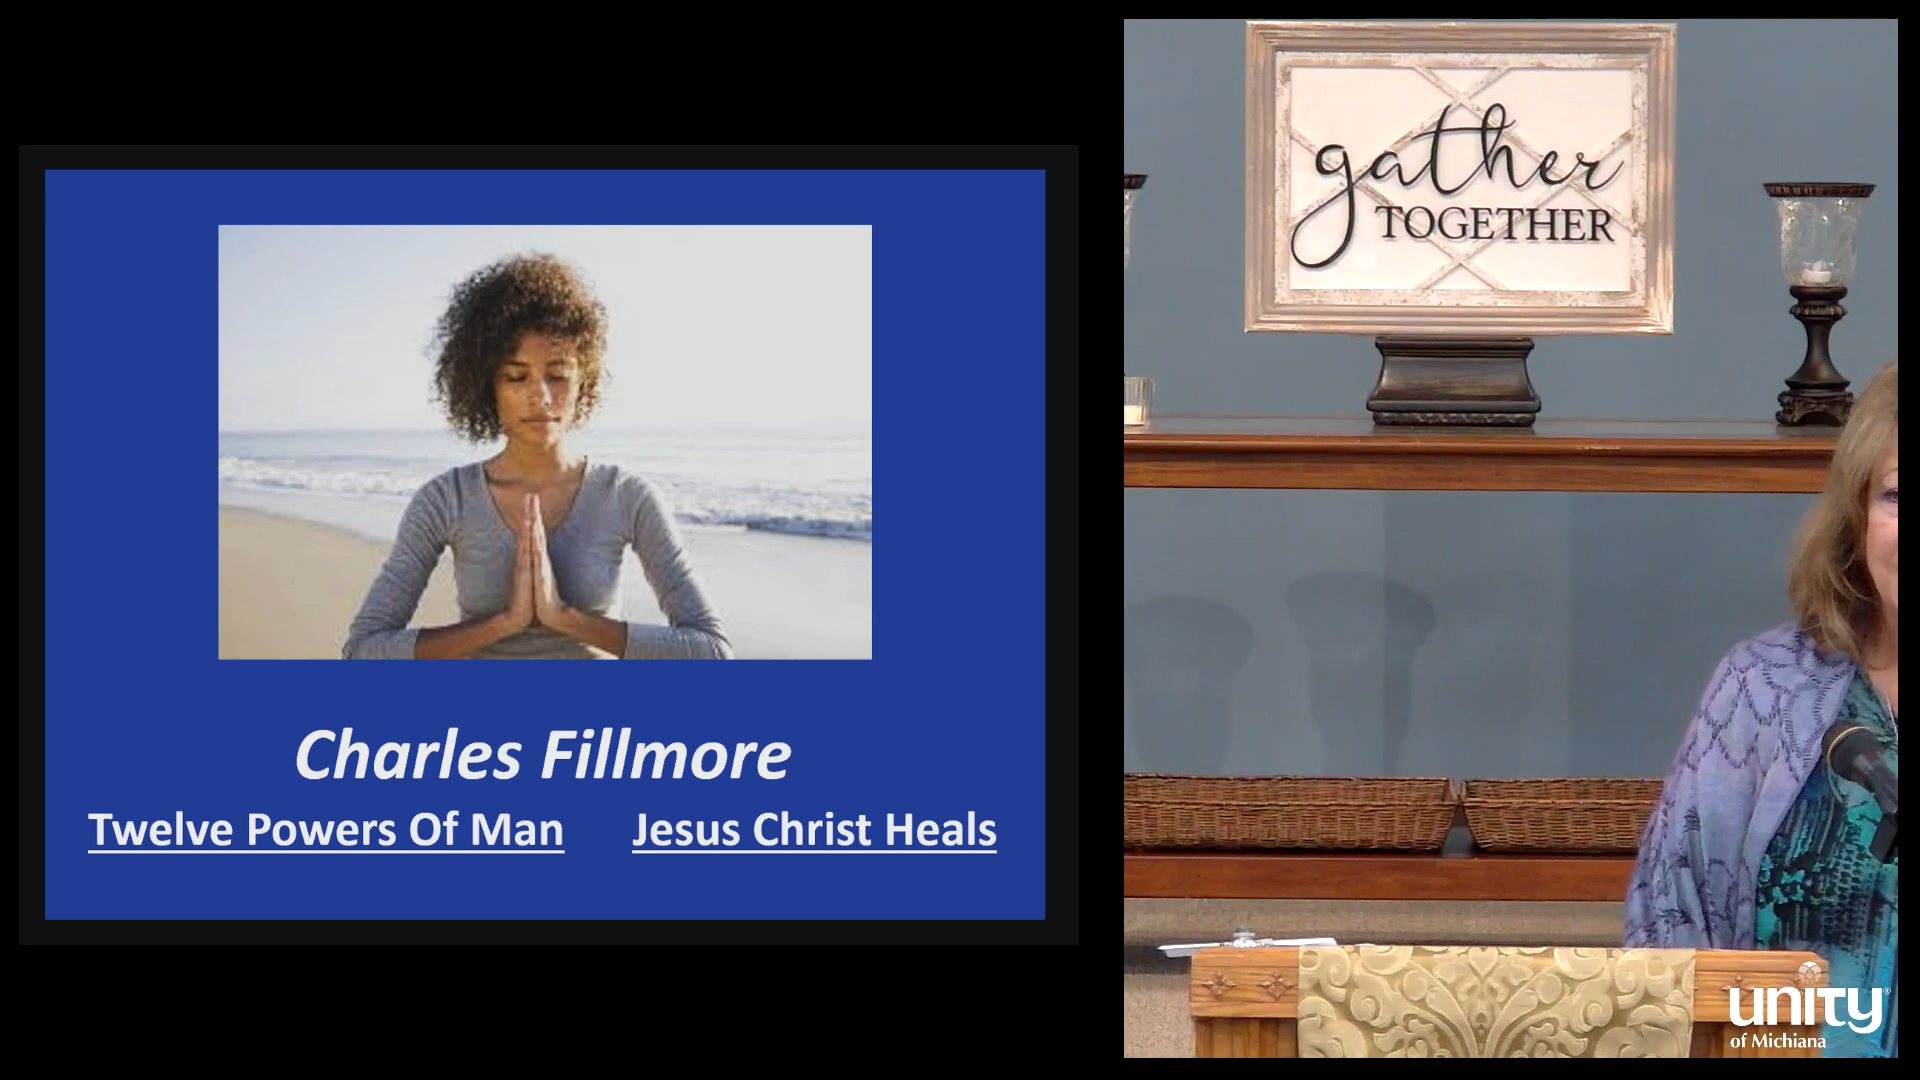 Charles Fillmore
Twelve Powers Of Man Jesus Christ Heals
gather
TOGETHER
unity®
of Michiana